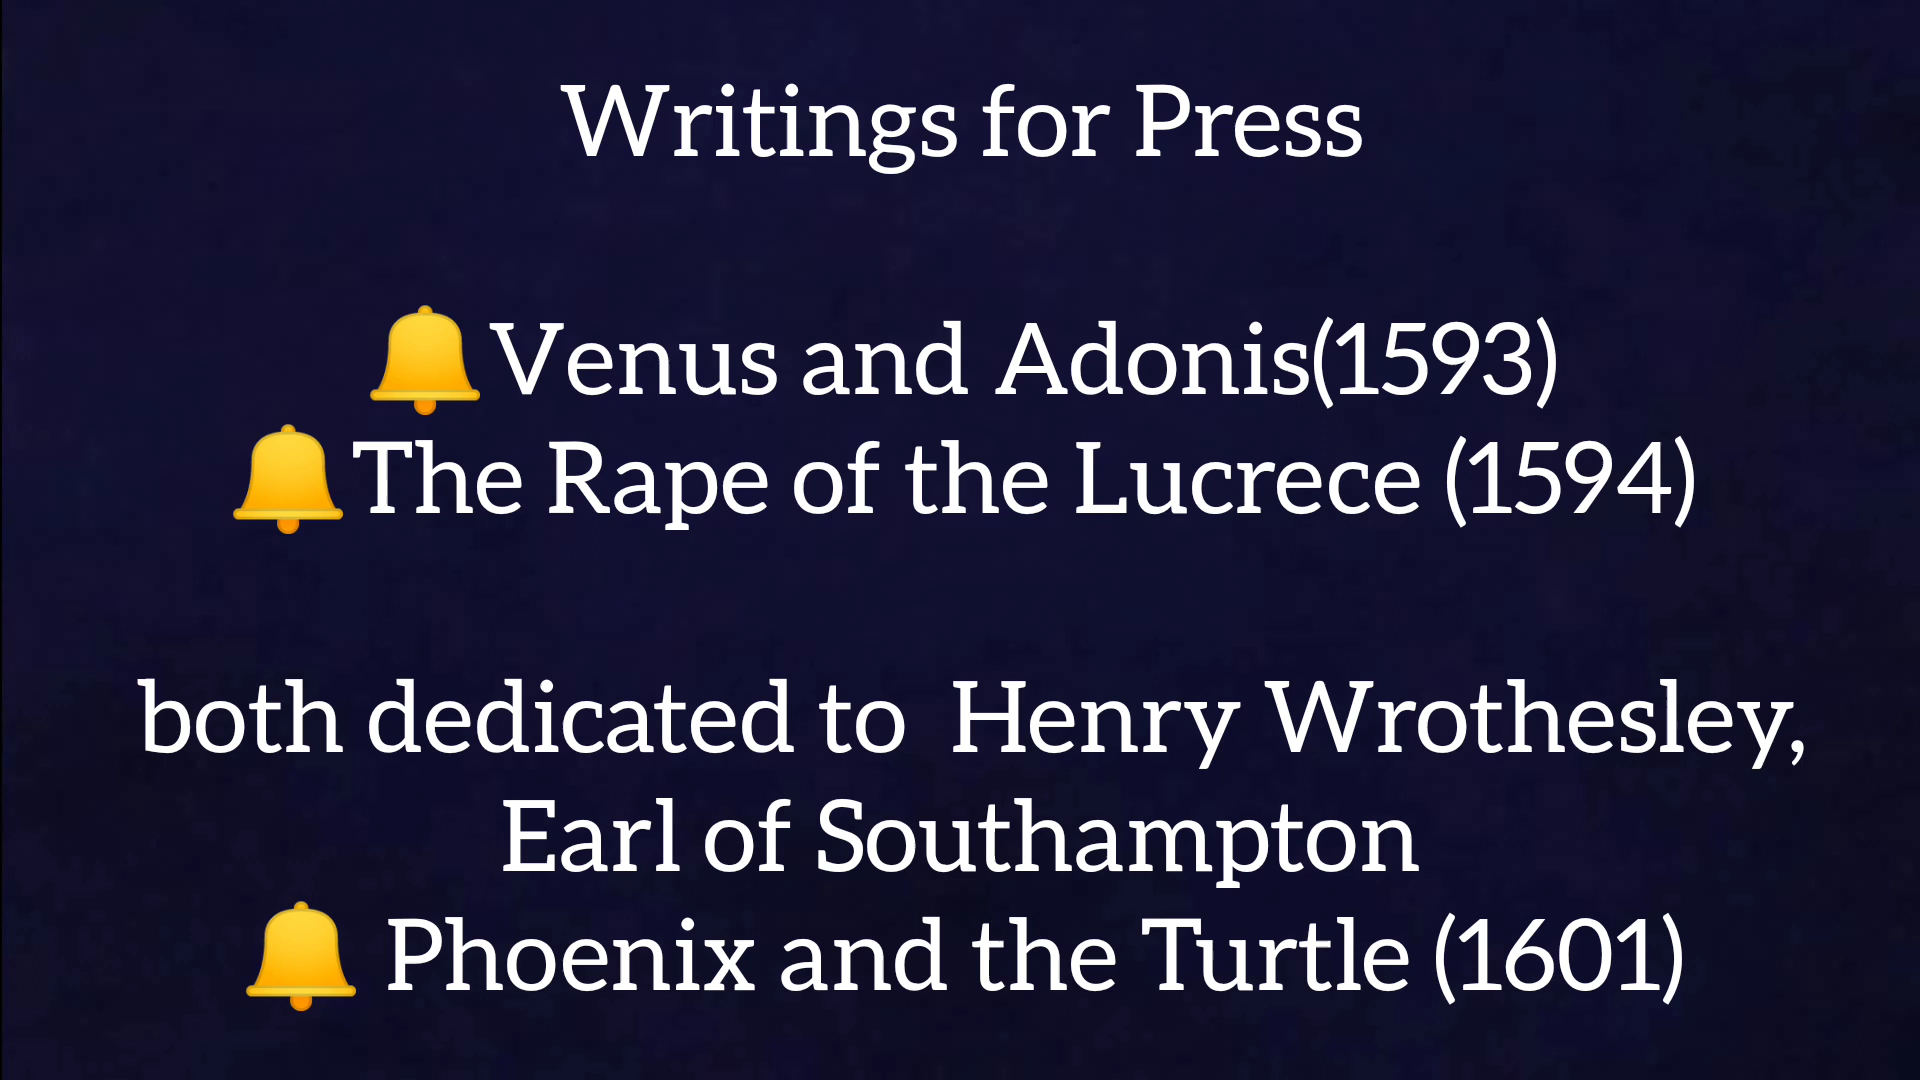 Writings for Press
🔔Venus and Adonis(1593)
🔔The Rape of the Lucrece (1594)
both dedicated to  Henry Wrothesley,
Earl of Southampton
🔔 Phoenix and the Turtle (1601)